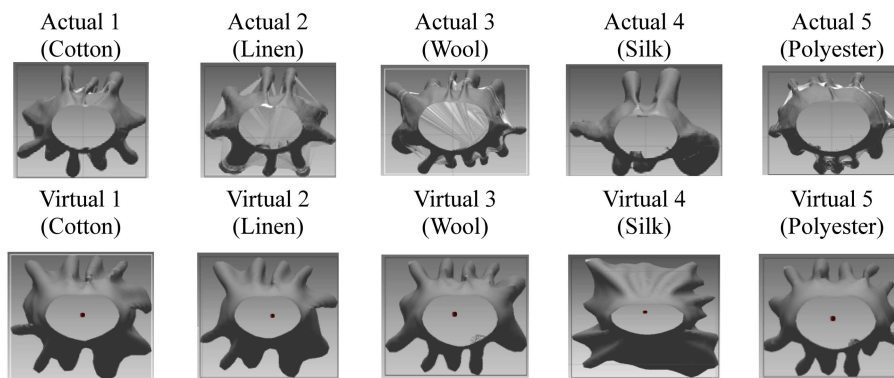 Actual 1 Actual 2 Actual 3 Actual 4 Actual 5
(Cotton) (Linen) (Wool) (Silk) (Polyester)
Virtual 1 Virtual 2 Virtual 3 Virtual 4 Virtual 5
(Cotton) (Linen) (Wool) (Silk) (Polyester)